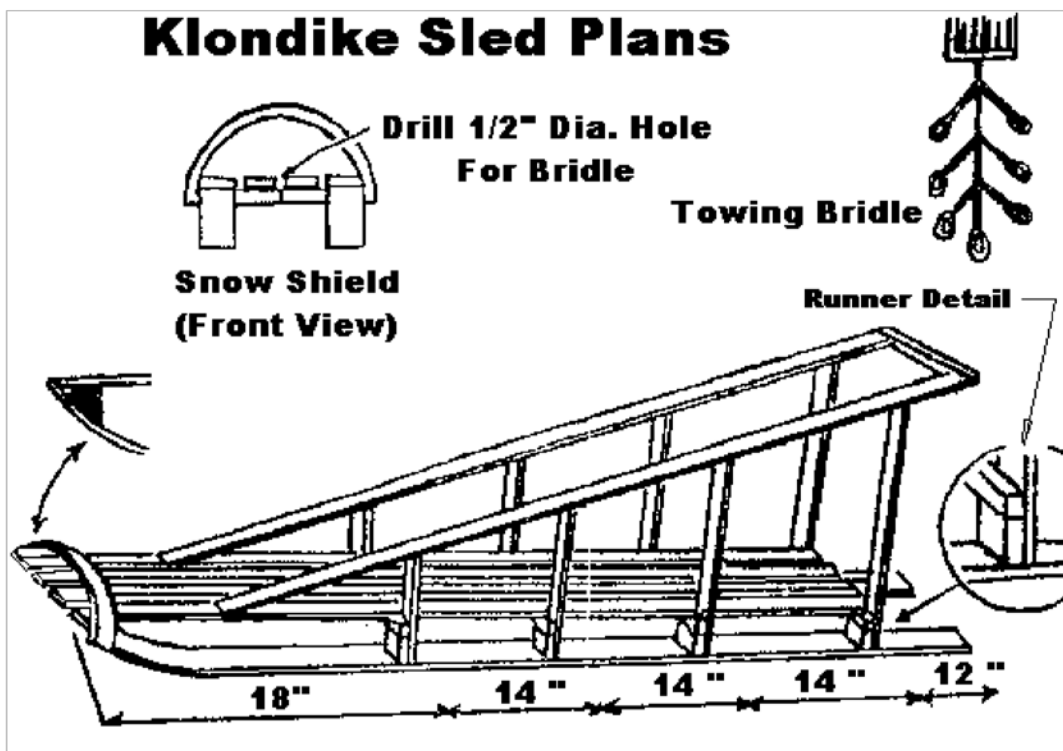 Klondike Sled Plans
Drill 1/2" Dia. Hole
For Bridle
Towing Bridle
Snow Shield
(Front View)
Runner Detail
18"
14 "
14 "
14 "
12 "